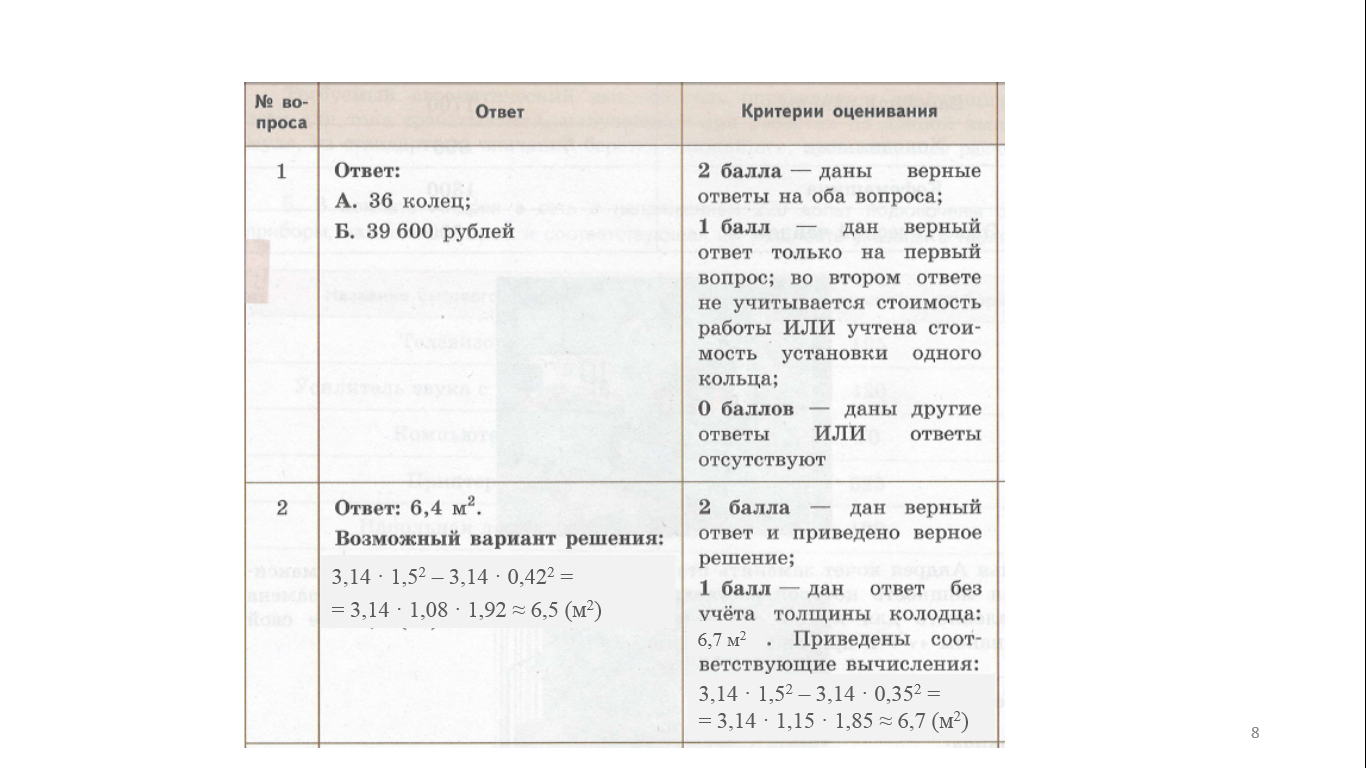 № во-
проса
Ответ
Критерии оценивания
1
Ответ:
А. 36 колец;
Б. 39 600 рублей
2 балла — даны верные
ответы на оба вопроса;
1 балл — дан верный
ответ только на первый
вопрос; во втором ответе
не учитывается стоимость
работы ИЛИ учтена стои-
мость установки одного
кольца;
0 баллов — даны другие
ответы ИЛИ ответы
отсутствуют
2
Ответ: 6,4 м².
Возможный вариант решения:
3,14 · 1,5² – 3,14 · 0,42² =
= 3,14 · 1,08 · 1,92 ≈ 6,5 (м²)
2 балла — дан верный
ответ и приведено верное
решение;
1 балл — дан ответ без
учёта толщины колодца:
6,7 м² . Приведены соот-
ветствующие вычисления:
3,14 · 1,5² – 3,14 · 0,35² =
= 3,14 · 1,15 · 1,85 ≈ 6,7 (м²)
8